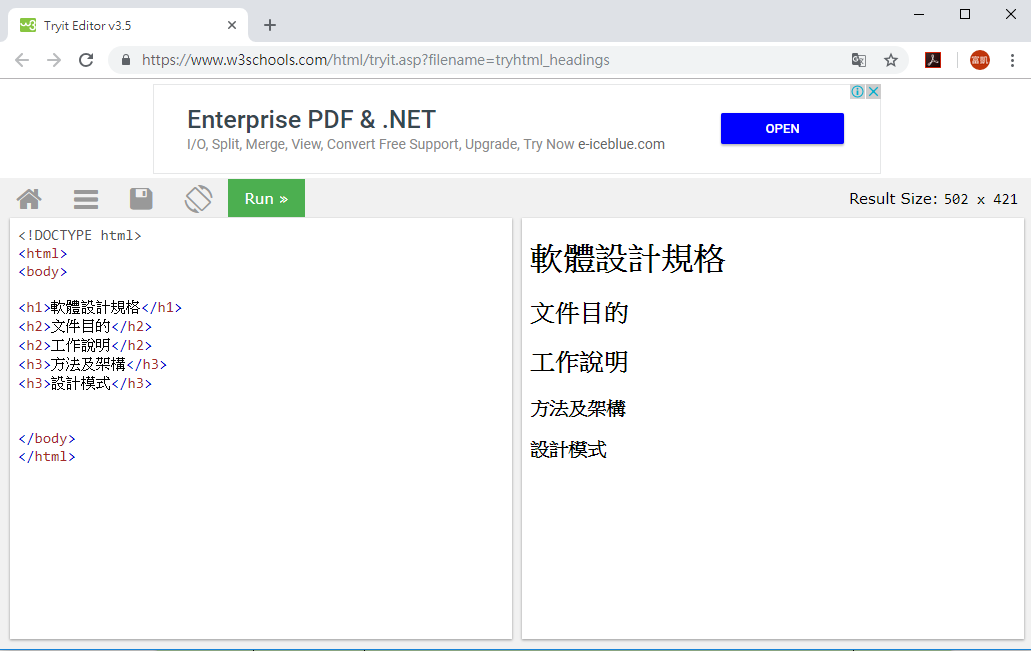 Tryit Editor v3.5
https://www.w3schools.com/html/tryit.asp?filename=tryhtml_headings
富凱
Enterprise PDF & .NET
I/O, Split, Merge, View, Convert Free Support, Upgrade, Try Now e-iceblue.com
OPEN
Run »
Result Size: 502 x 421
<!DOCTYPE html>
<html>
<body>
<h1>軟體設計規格</h1>
<h2>文件目的</h2>
<h2>工作說明</h2>
<h3>方法及架構</h3>
<h3>設計模式</h3>
</body>
</html>
軟體設計規格
文件目的
工作說明
方法及架構
設計模式